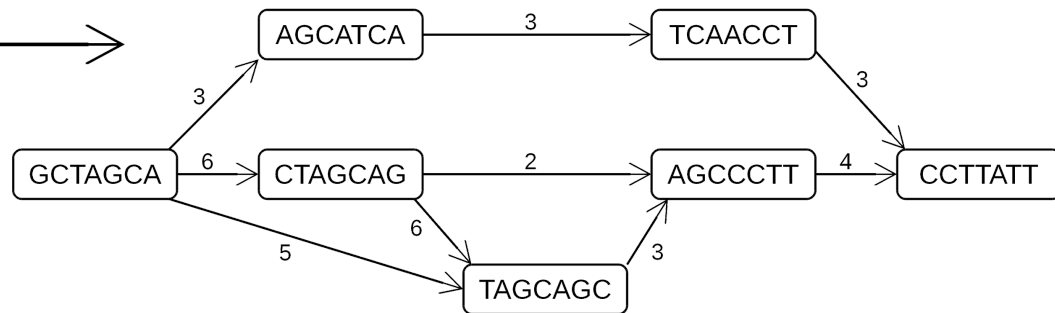 AGCATCA 3 TCAACCT
3 3
GCTAGCA 6 CTAGCAG 2 AGCCCTT 4 CCTTATT
6
5 3
TAGCAGC